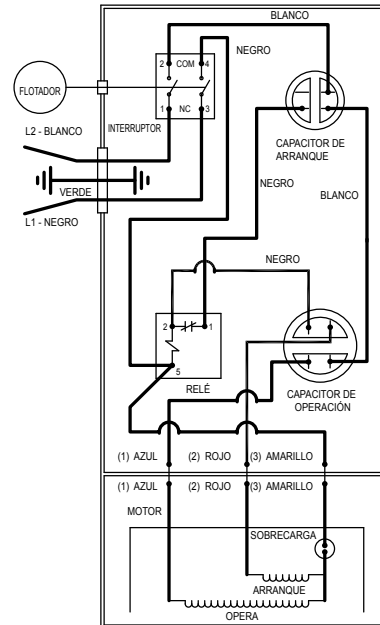 BLANCO
NEGRO
2 COM 4
FLOTADOR
1 NC 3
INTERRUPTOR
L2 - BLANCO
VERDE
L1 - NEGRO
CAPACITOR DE
ARRANQUE
NEGRO
BLANCO
NEGRO
2 1
5
RELÉ
CAPACITOR DE
OPERACIÓN
(1) AZUL (2) ROJO (3) AMARILLO
(1) AZUL (2) ROJO (3) AMARILLO
MOTOR
SOBRECARGA
ARRANQUE
OPERA